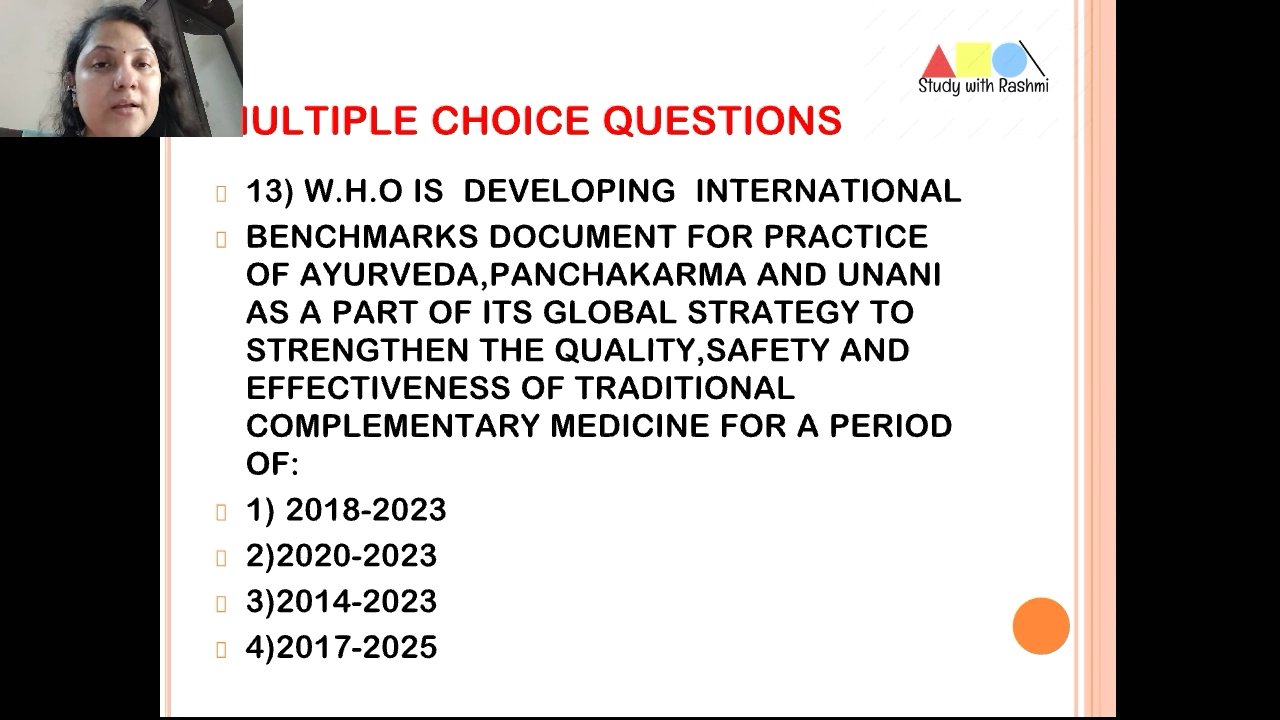 Study with Rashmi
ULTIPLE CHOICE QUESTIONS
13) W.H.O IS DEVELOPING INTERNATIONAL
BENCHMARKS DOCUMENT FOR PRACTICE
OF AYURVEDA,PANCHAKARMA AND UNANI
AS A PART OF ITS GLOBAL STRATEGY TO
STRENGTHEN THE QUALITY,SAFETY AND
EFFECTIVENESS OF TRADITIONAL
COMPLEMENTARY MEDICINE FOR A PERIOD
OF:
1) 2018-2023
2)2020-2023
3)2014-2023
4)2017-2025